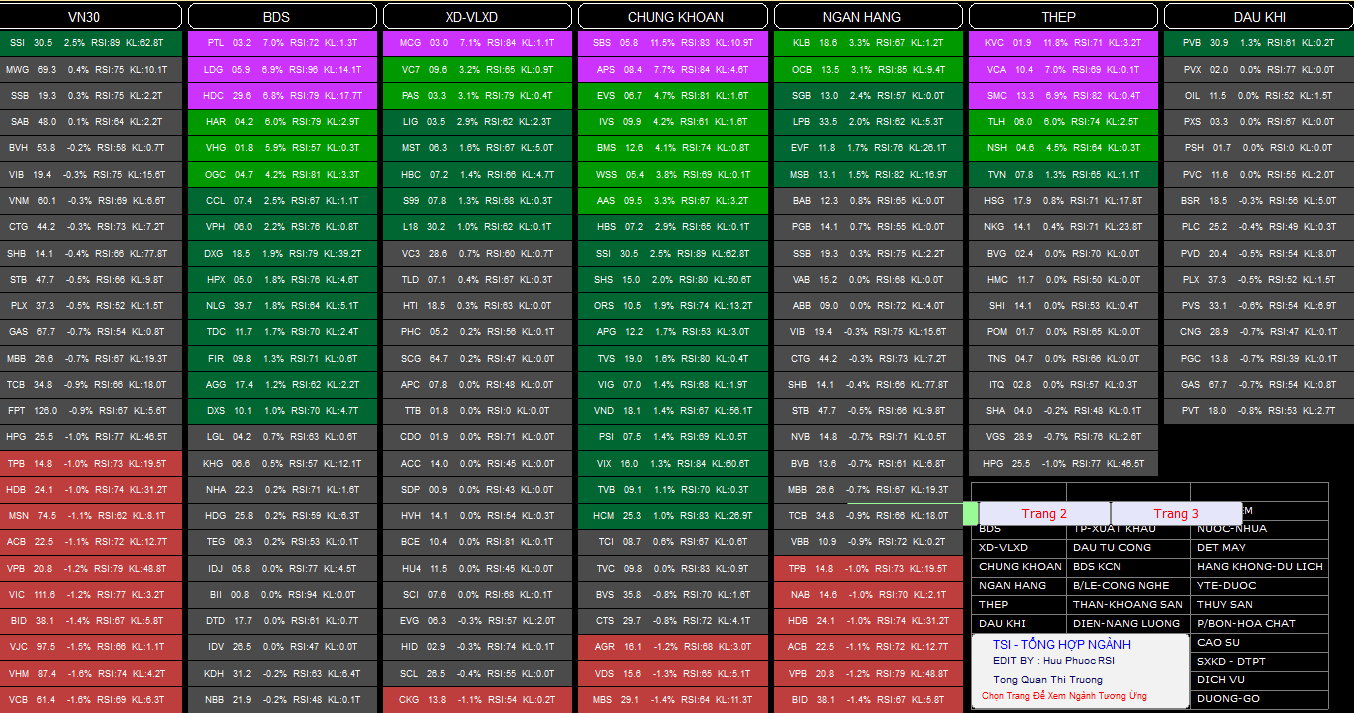 VN30
SSI 30.5 2.5% RSI:89 KL:62.8T
MWG 69.3 0.4% RSI:75 KL:10.1T
SSB 19.3 0.3% RSI:75 KL:2.2T
SAB 48.0 0.1% RSI:64 KL:2.2T
BVH 53.8 -0.2% RSI:58 KL:0.7T
VIB 19.4 -0.3% RSI:75 KL:15.6T
VNM 60.1 -0.3% RSI:69 KL:6.6T
CTG 44.2 -0.3% RSI:73 KL:7.2T
SHB 14.1 -0.4% RSI:66 KL:77.8T
STB 47.7 -0.5% RSI:66 KL:9.8T
PLX 37.3 -0.5% RSI:52 KL:1.5T
GAS 67.7 -0.7% RSI:54 KL:0.8T
MBB 26.6 -0.7% RSI:67 KL:19.3T
TCB 34.8 -0.9% RSI:66 KL:18.0T
FPT 126.0 -0.9% RSI:67 KL:5.6T
HPG 25.5 -1.0% RSI:77 KL:46.5T
TPB 14.8 -1.0% RSI:73 KL:19.5T
HDB 24.1 -1.0% RSI:74 KL:31.2T
MSN 74.5 -1.1% RSI:62 KL:8.1T
ACB 22.5 -1.1% RSI:72 KL:12.7T
VPB 20.8 -1.2% RSI:79 KL:48.8T
VIC 111.6 -1.2% RSI:77 KL:3.2T
BID 38.1 -1.4% RSI:67 KL:5.8T
VJC 97.5 -1.5% RSI:66 KL:1.1T
VHM 87.4 -1.6% RSI:74 KL:4.2T
VCB 61.4 -1.6% RSI:69 KL:6.3T
BDS
PTL 03.2 7.0% RSI:72 KL:1.3T
LDG 05.9 6.9% RSI:96 KL:14.1T
HDC 29.6 6.8% RSI:79 KL:17.7T
HAR 04.2 6.0% RSI:79 KL:2.9T
VHG 01.8 5.9% RSI:57 KL:0.3T
OGC 04.7 4.2% RSI:81 KL:3.3T
CCL 07.4 2.5% RSI:67 KL:1.1T
VPH 06.0 2.2% RSI:76 KL:0.8T
DXG 18.5 1.9% RSI:79 KL:39.2T
HPX 05.0 1.8% RSI:76 KL:4.6T
NLG 39.7 1.8% RSI:64 KL:5.1T
TDC 11.7 1.7% RSI:70 KL:2.4T
FIR 09.8 1.3% RSI:71 KL:0.6T
AGG 17.4 1.2% RSI:62 KL:2.2T
DXS 10.1 1.0% RSI:70 KL:4.7T
LGL 04.2 0.7% RSI:63 KL:0.6T
KHG 06.6 0.5% RSI:57 KL:12.1T
NHA 22.3 0.2% RSI:71 KL:1.6T
HDG 25.8 0.2% RSI:59 KL:6.3T
TEG 06.3 0.2% RSI:53 KL:0.1T
IDJ 05.8 0.0% RSI:77 KL:4.5T
BII 00.8 0.0% RSI:94 KL:0.0T
DTD 17.7 0.0% RSI:61 KL:0.7T
IDV 26.5 0.0% RSI:47 KL:0.0T
KDH 31.2 -0.2% RSI:63 KL:6.4T
NBB 21.9 -0.2% RSI:48 KL:0.1T
XD-VLXD
MCG 03.0 7.1% RSI:84 KL:1.1T
VC7 09.6 3.2% RSI:65 KL:0.9T
PAS 03.3 3.1% RSI:79 KL:0.4T
LIG 03.5 2.9% RSI:62 KL:2.3T
MST 06.3 1.6% RSI:67 KL:5.0T
HBC 07.2 1.4% RSI:66 KL:4.7T
S99 07.8 1.3% RSI:68 KL:0.3T
L18 30.2 1.0% RSI:62 KL:0.1T
VC3 28.6 0.7% RSI:60 KL:0.7T
TLD 07.1 0.4% RSI:67 KL:0.3T
HTI 18.5 0.3% RSI:63 KL:0.0T
PHC 05.2 0.2% RSI:56 KL:0.1T
SCG 64.7 0.2% RSI:47 KL:0.0T
APC 07.8 0.0% RSI:48 KL:0.0T
TTB 01.8 0.0% RSI:0 KL:0.0T
CDO 01.9 0.0% RSI:71 KL:0.0T
ACC 14.0 0.0% RSI:45 KL:0.0T
SDP 00.9 0.0% RSI:43 KL:0.0T
HVH 14.1 0.0% RSI:54 KL:0.3T
BCE 10.4 0.0% RSI:81 KL:0.1T
HU4 11.5 0.0% RSI:45 KL:0.0T
SCI 07.6 0.0% RSI:68 KL:0.1T
EVG 06.3 -0.3% RSI:57 KL:2.0T
HID 02.9 -0.3% RSI:74 KL:0.1T
SCL 26.5 -0.4% RSI:55 KL:0.0T
CKG 13.8 -1.1% RSI:54 KL:0.2T
CHUNG KHOAN
SBS 05.8 11.5% RSI:83 KL:10.9T
APS 08.4 7.7% RSI:84 KL:4.6T
EVS 06.7 4.7% RSI:81 KL:1.6T
IVS 09.9 4.2% RSI:61 KL:1.6T
BMS 12.6 4.1% RSI:74 KL:0.8T
WSS 05.4 3.8% RSI:69 KL:0.1T
AAS 09.5 3.3% RSI:67 KL:3.2T
HBS 07.2 2.9% RSI:65 KL:0.1T
SSI 30.5 2.5% RSI:89 KL:62.8T
SHS 15.0 2.0% RSI:80 KL:50.6T
ORS 10.5 1.9% RSI:74 KL:13.2T
APG 12.2 1.7% RSI:53 KL:3.0T
TVS 19.0 1.6% RSI:80 KL:0.4T
VIG 07.0 1.4% RSI:68 KL:1.9T
VND 18.1 1.4% RSI:67 KL:56.1T
PSI 07.5 1.4% RSI:69 KL:0.5T
VIX 16.0 1.3% RSI:84 KL:60.6T
TVB 09.1 1.1% RSI:70 KL:0.3T
HCM 25.3 1.0% RSI:83 KL:26.9T
TCI 08.7 0.6% RSI:67 KL:0.6T
TVC 09.8 0.0% RSI:83 KL:0.9T
BVS 35.8 -0.8% RSI:70 KL:1.6T
CTS 29.7 -0.8% RSI:72 KL:4.1T
AGR 16.1 -1.2% RSI:68 KL:3.0T
VDS 15.6 -1.3% RSI:65 KL:5.1T
MBS 29.1 -1.4% RSI:64 KL:11.3T
NGAN HANG
KLB 18.6 3.3% RSI:67 KL:1.2T
OCB 13.5 3.1% RSI:85 KL:9.4T
SGB 13.0 2.4% RSI:57 KL:0.0T
LPB 33.5 2.0% RSI:62 KL:5.3T
EVF 11.8 1.7% RSI:76 KL:26.1T
MSB 13.1 1.5% RSI:82 KL:16.9T
BAB 12.3 0.8% RSI:65 KL:0.0T
PGB 14.1 0.7% RSI:55 KL:0.0T
SSB 19.3 0.3% RSI:75 KL:2.2T
VAB 15.2 0.0% RSI:68 KL:0.0T
ABB 09.0 0.0% RSI:72 KL:4.0T
VIB 19.4 -0.3% RSI:75 KL:15.6T
CTG 44.2 -0.3% RSI:73 KL:7.2T
SHB 14.1 -0.4% RSI:66 KL:77.8T
STB 47.7 -0.5% RSI:66 KL:9.8T
NVB 14.8 -0.7% RSI:71 KL:0.5T
BVB 13.6 -0.7% RSI:61 KL:6.8T
MBB 26.6 -0.7% RSI:67 KL:19.3T
TCB 34.8 -0.9% RSI:66 KL:18.0T
VBB 10.9 -0.9% RSI:72 KL:0.2T
TPB 14.8 -1.0% RSI:73 KL:19.5T
NAB 14.6 -1.0% RSI:70 KL:2.1T
HDB 24.1 -1.0% RSI:74 KL:31.2T
ACB 22.5 -1.1% RSI:72 KL:12.7T
VPB 20.8 -1.2% RSI:79 KL:48.8T
BID 38.1 -1.4% RSI:67 KL:5.8T
THEP
KVC 01.9 11.8% RSI:71 KL:3.2T
VCA 10.4 7.0% RSI:69 KL:0.1T
SMC 13.3 6.9% RSI:82 KL:0.4T
TLH 06.0 6.0% RSI:74 KL:2.5T
NSH 04.6 4.5% RSI:64 KL:0.3T
TVN 07.8 1.3% RSI:65 KL:1.1T
HSG 17.9 0.8% RSI:71 KL:17.8T
NKG 14.1 0.4% RSI:71 KL:23.8T
BVG 02.4 0.0% RSI:70 KL:0.0T
HMC 11.7 0.0% RSI:50 KL:0.0T
SHI 14.1 0.0% RSI:53 KL:0.4T
POM 01.7 0.0% RSI:65 KL:0.0T
TNS 04.7 0.0% RSI:66 KL:0.0T
ITQ 02.8 0.0% RSI:57 KL:0.3T
SHA 04.0 -0.2% RSI:48 KL:0.1T
VGS 28.9 -0.7% RSI:76 KL:2.6T
HPG 25.5 -1.0% RSI:77 KL:46.5T
DAU KHI
PVB 30.9 1.3% RSI:61 KL:0.2T
PVX 02.0 0.0% RSI:77 KL:0.0T
OIL 11.5 0.0% RSI:52 KL:1.5T
PXS 03.3 0.0% RSI:67 KL:0.0T
PSH 01.7 0.0% RSI:0 KL:0.0T
PVC 11.6 0.0% RSI:55 KL:2.0T
BSR 18.5 -0.3% RSI:56 KL:5.0T
PLC 25.2 -0.4% RSI:49 KL:0.3T
PVD 20.4 -0.5% RSI:54 KL:8.0T
PLX 37.3 -0.5% RSI:52 KL:1.5T
PVS 33.1 -0.6% RSI:54 KL:6.9T
CNG 28.9 -0.7% RSI:47 KL:0.1T
PGC 13.8 -0.7% RSI:39 KL:0.1T
GAS 67.7 -0.7% RSI:54 KL:0.8T
PVT 18.0 -0.8% RSI:53 KL:2.7T
Trang 2 Trang 3 EM
BDS TP-XUAT KHAU NUOC-NHUA
XD-VLXD DAU TU CONG DET MAY
CHUNG KHOAN BDS KCN HANG KHONG-DU LICH
NGAN HANG B/LE-CONG NGHE YTE-DUOC
THEP THAN-KHOANG SAN THUY SAN
DAU KHI DIEN-NANG LUONG P/BON-HOA CHAT
CAO SU
SXKD - DTPT
DICH VU
DUONG-GO
TSI - TỔNG HỢP NGÀNH
EDIT BY : Huu Phuoc RSI
Tong Quan Thi Truong
Chọn Trang Để Xem Ngành Tương Ứng